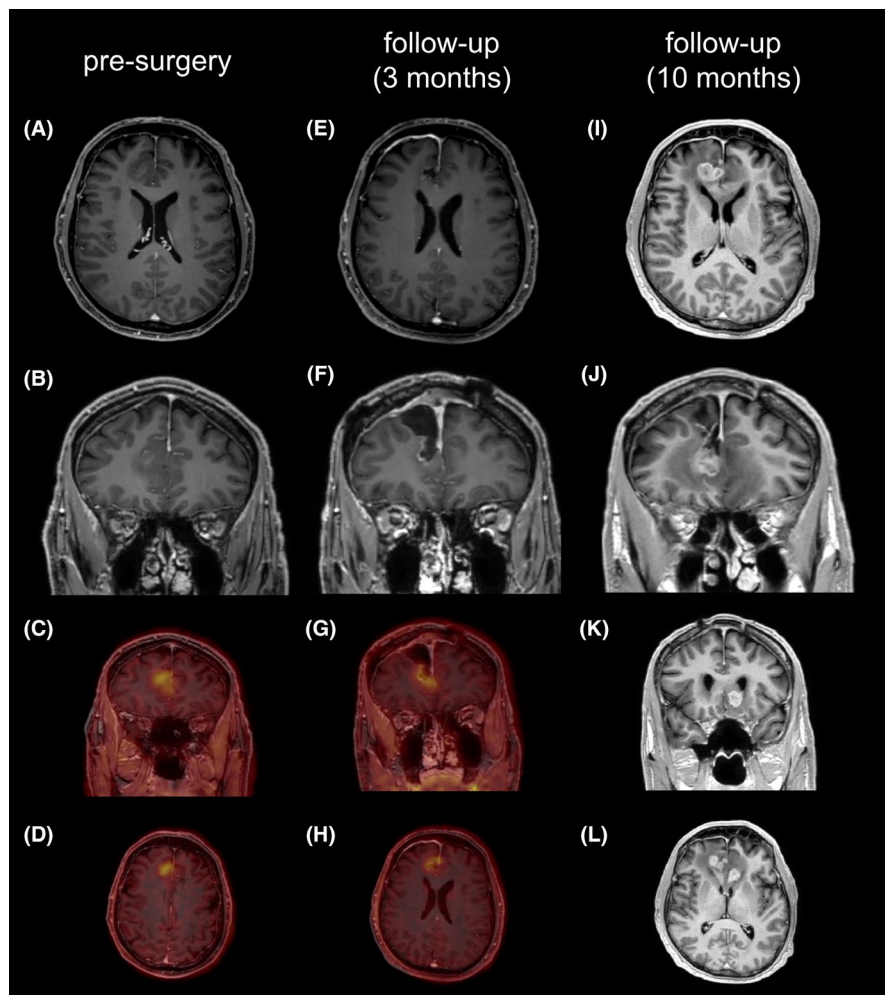 pre-surgery
follow-up
(3 months)
follow-up
(10 months)
(A)
(E)
(I)
(B)
(F)
(J)
(C)
(G)
(K)
(D)
(H)
(L)